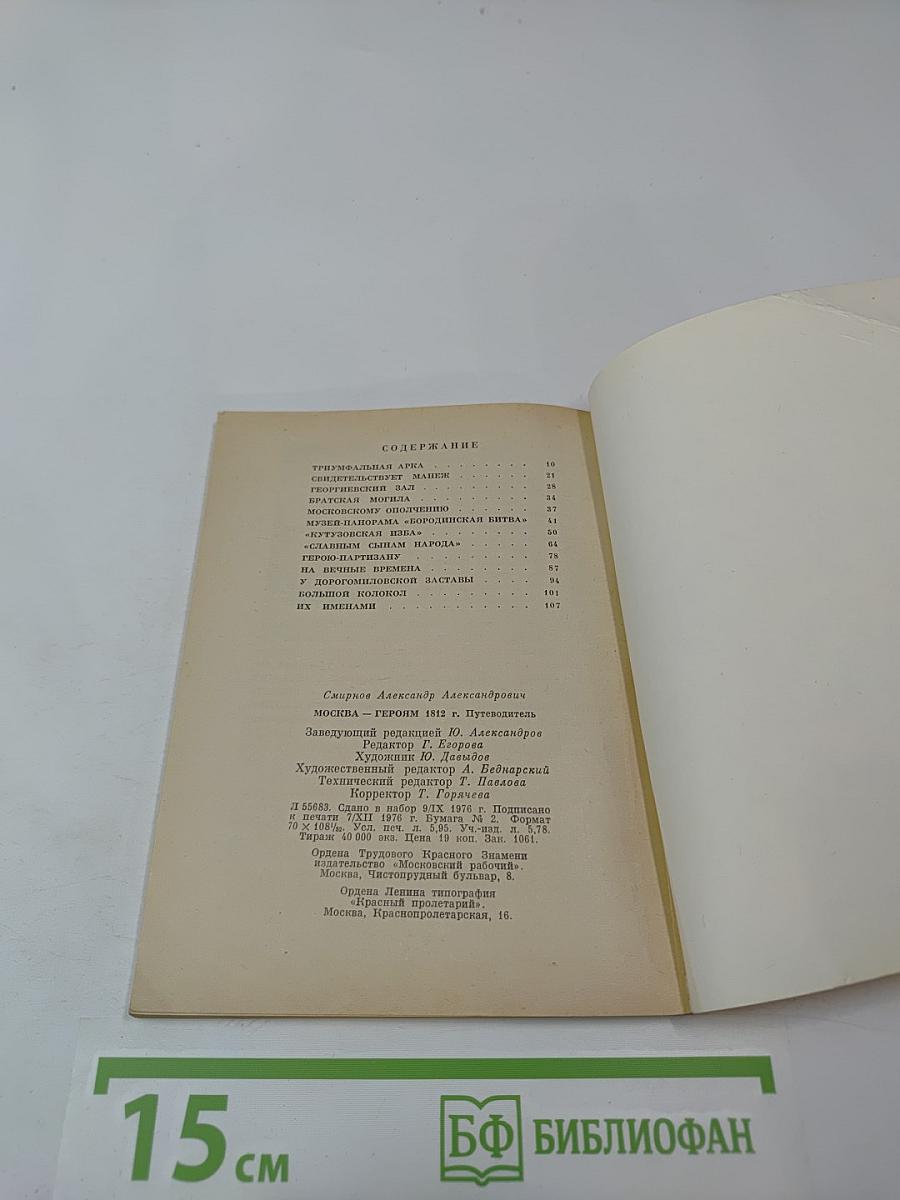 СОДЕРЖАНИЕ
ТРИУМФАЛЬНАЯ АРКА . . . . . . . . 10
СВИДЕТЕЛЬСТВУЕТ МАНЕЖ . . . . . . 21
ГЕОРГИЕВСКИЙ ЗАЛ . . . . . . . . . 28
БРАТСКАЯ МОГИЛА . . . . . . . . . 34
МОСКОВСКОМУ ОПОЛЧЕНИЮ . . . . . . 37
МУЗЕЙ-ПАНОРАМА «БОРОДИНСКАЯ БИТВА» 41
«КУТУЗОВСКАЯ ИЗБА» . . . . . . . . 50
«СЛАВНЫМ СЫНАМ НАРОДА» . . . . . 64
ГЕРОЮ-ПАРТИЗАНУ . . . . . . . . . 78
НА ВЕЧНЫЕ ВРЕМЕНА . . . . . . . . 87
У ДОРОГОМИЛОВСКОЙ ЗАСТАВЫ . . . . 94
БОЛЬШОЙ КОЛОКОЛ . . . . . . . . . 101
ИХ ИМЕНАМИ . . . . . . . . . . . 107
Смирнов Александр Александрович
МОСКВА — ГЕРОЯМ 1812 г. Путеводитель
Заведующий редакцией Ю. Александров
Редактор Г. Егорова
Художник Ю. Давыдов
Художественный редактор А. Беднарский
Технический редактор Т. Павлова
Корректор Т. Горячева
Л 55683. Сдано в набор 9/IX 1976 г. Подписано
к печати 7/XII 1976 г. Бумага № 2. Формат
70 × 108 1/32. Усл. печ. л. 5,95. Уч.-изд. л. 5,78.
Тираж 40 000 экз. Цена 19 коп. Зак. 1061.
Ордена Трудового Красного Знамени
издательство «Московский рабочий».
Москва, Чистопрудный бульвар, 8.
Ордена Ленина типография
«Красный пролетарий».
Москва, Краснопролетарская, 16.
15 см
БФ БИБЛИОФАН